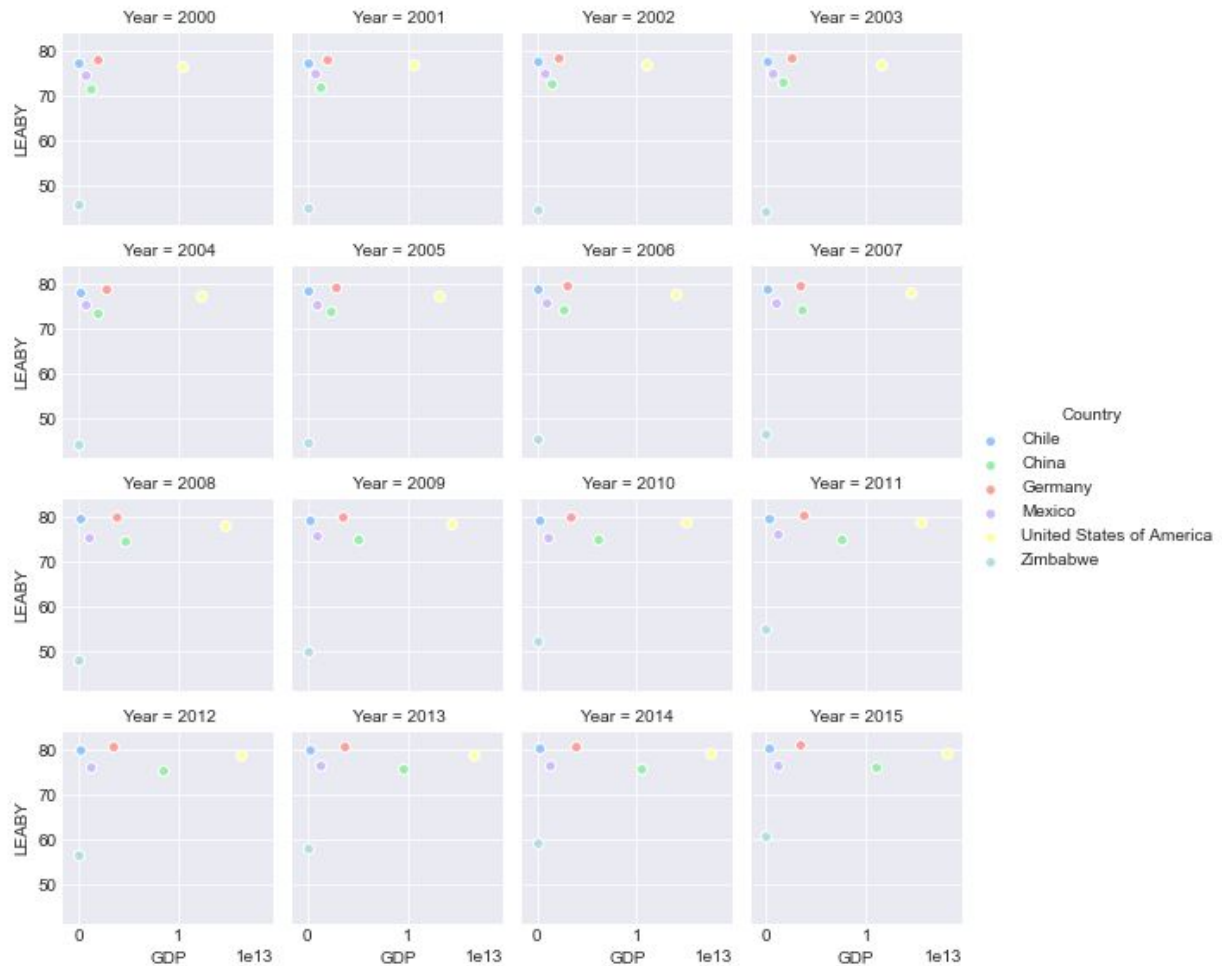 Year = 2000 Year = 2001 Year = 2002 Year = 2003
80
70
60
50
LEABY
Year = 2004 Year = 2005 Year = 2006 Year = 2007
80
70
60
50
LEABY
Year = 2008 Year = 2009 Year = 2010 Year = 2011
80
70
60
50
LEABY
Year = 2012 Year = 2013 Year = 2014 Year = 2015
80
70
60
50
LEABY
0 1 0 1 0 1 0 1
GDP 1e13 GDP 1e13 GDP 1e13 GDP 1e13
Country
Chile
China
Germany
Mexico
United States of America
Zimbabwe